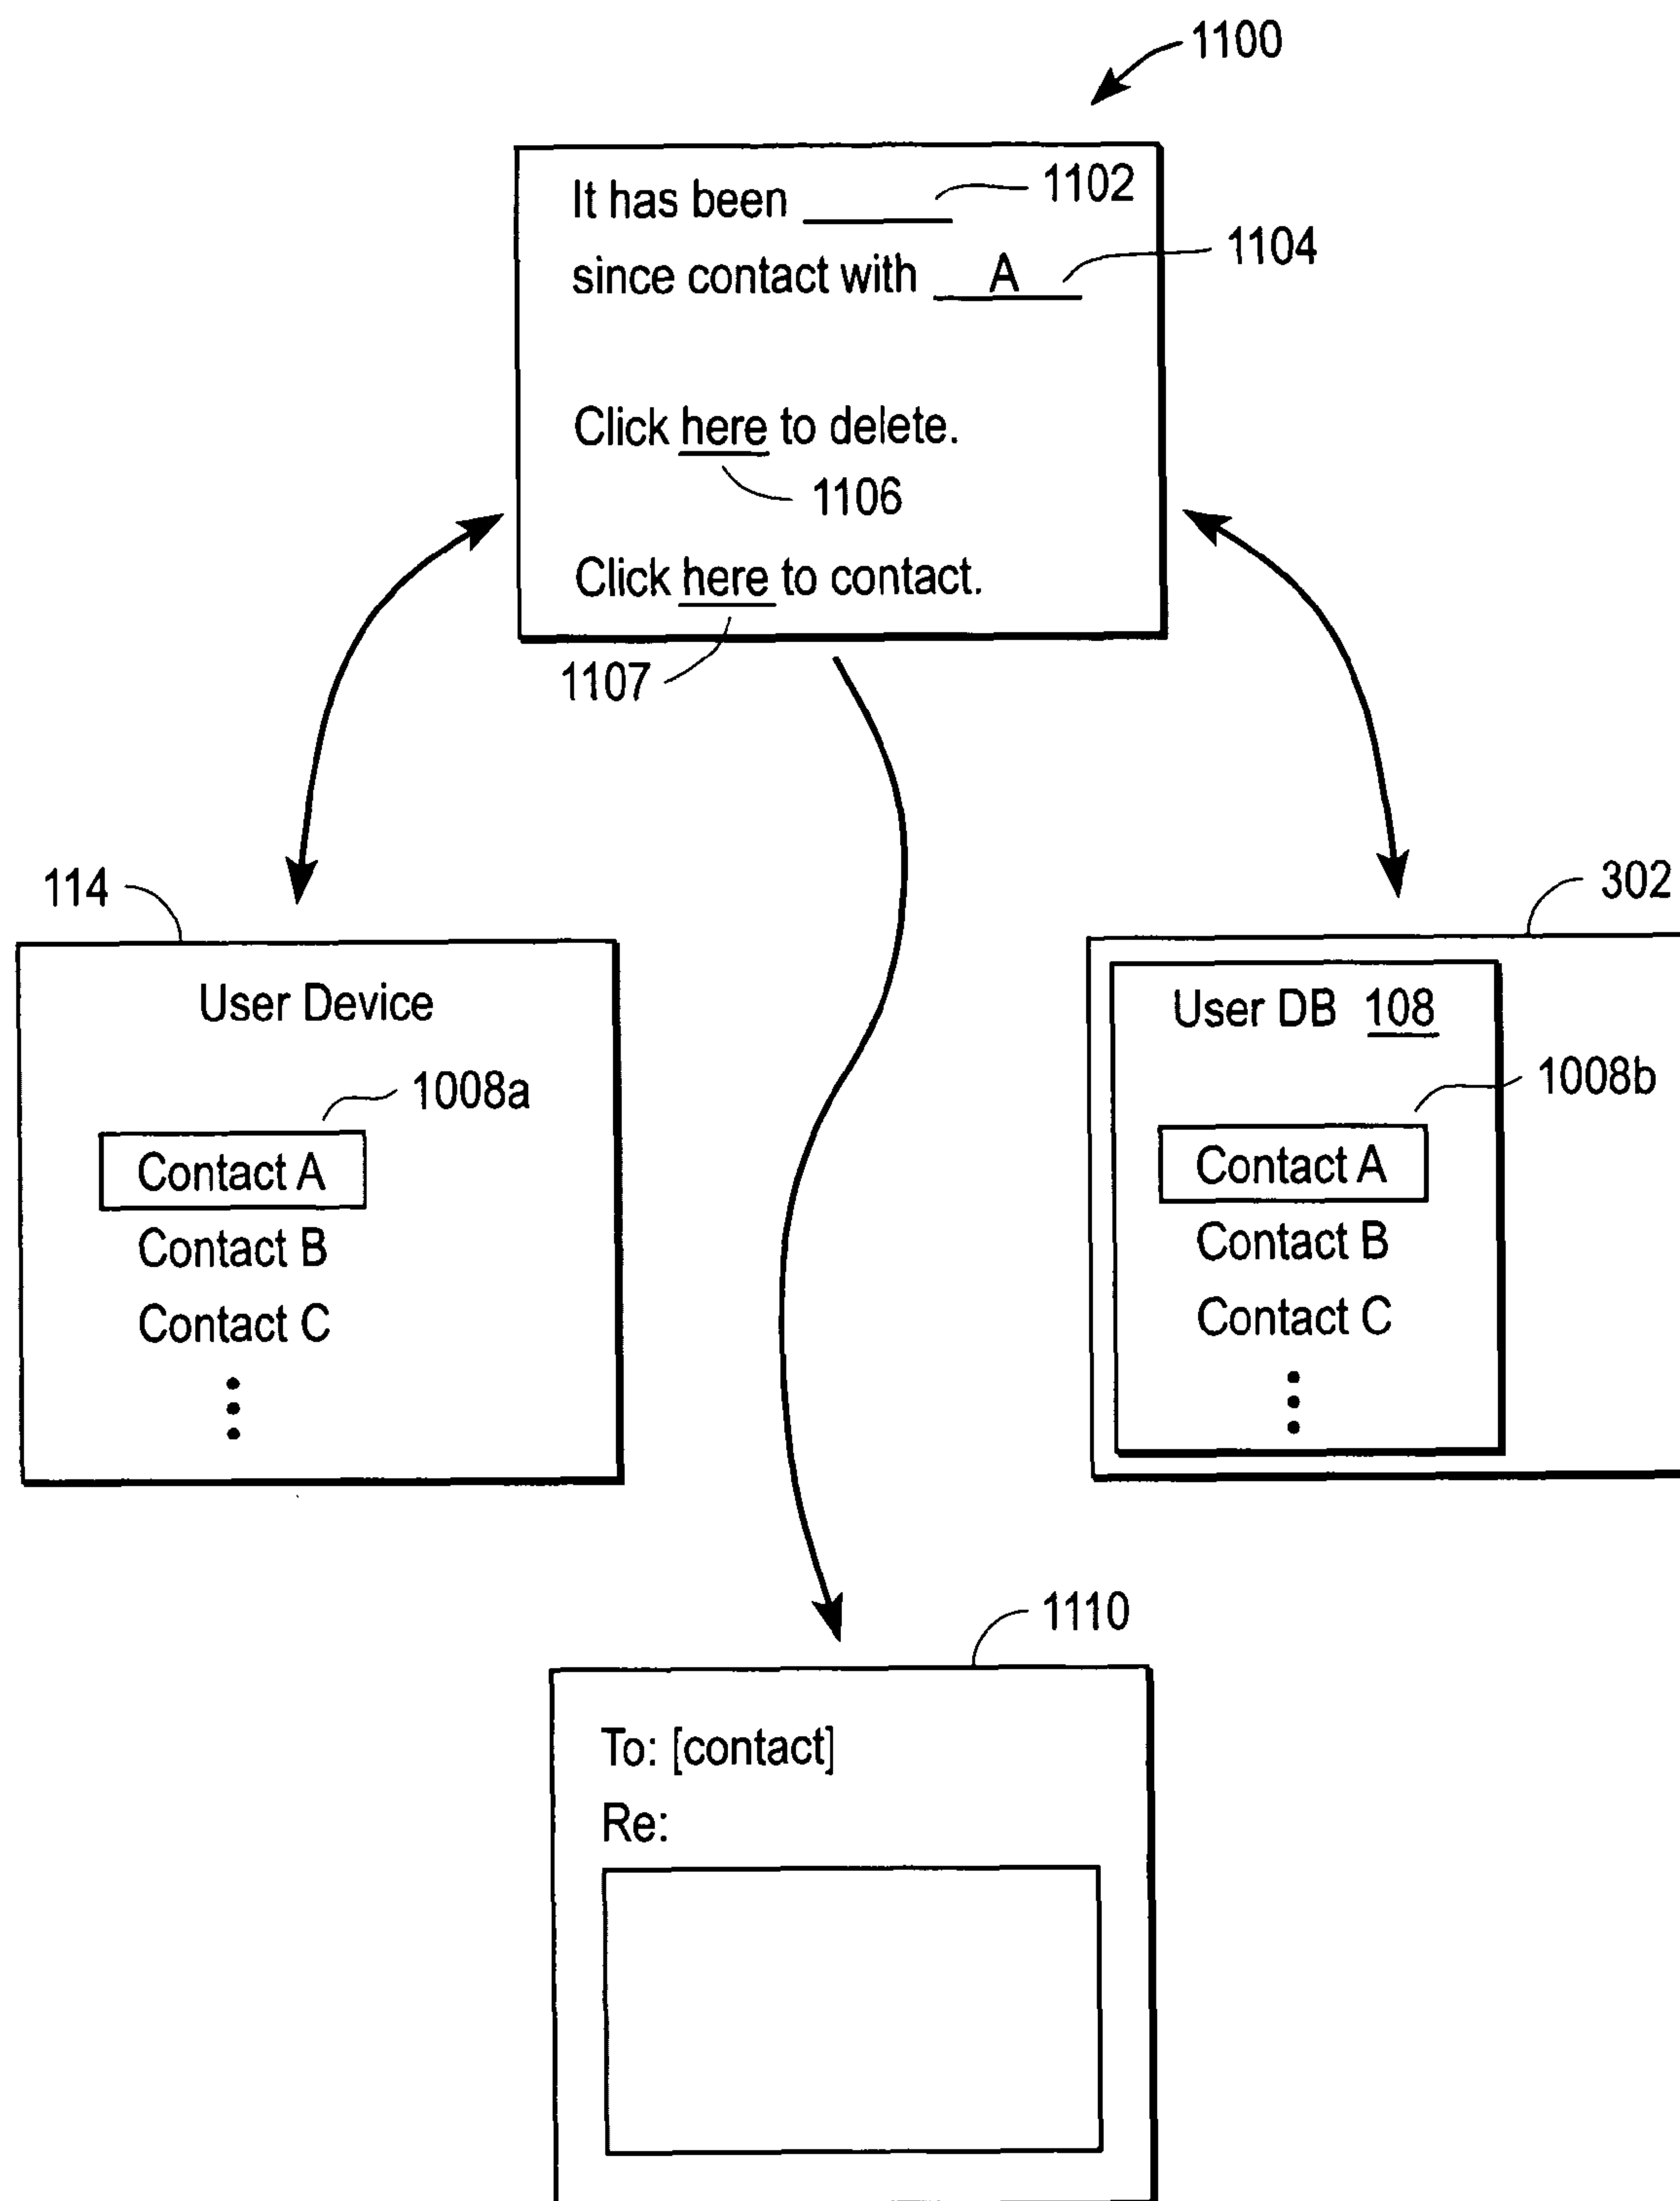 1100
It has been ______ 1102
since contact with A 1104
Click here to delete.
1106
Click here to contact.
1107
114
User Device
1008a
Contact A
Contact B
Contact C
302
User DB 108
1008b
Contact A
Contact B
Contact C
1110
To: [contact]
Re: